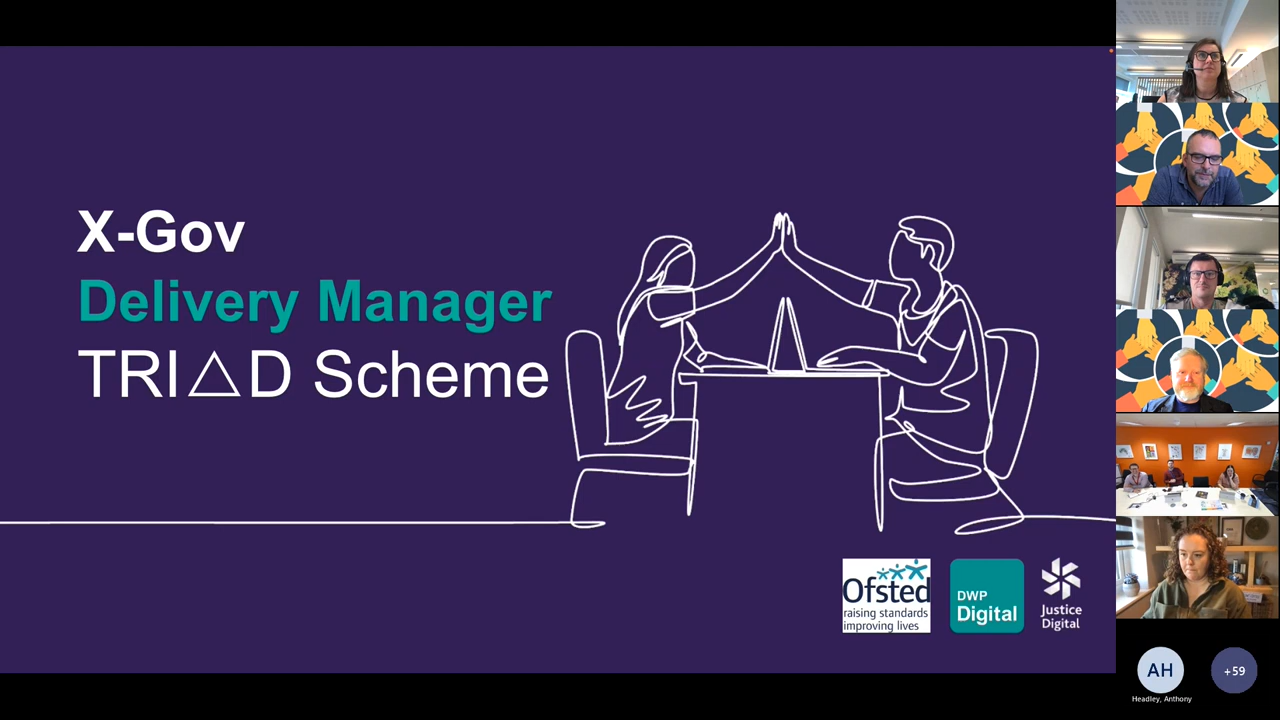 X-Gov
Delivery Manager
TRI△D Scheme
Ofsted
raising standards
improving lives
DWP
Digital
Justice
Digital
AH
Headley, Anthony
+59